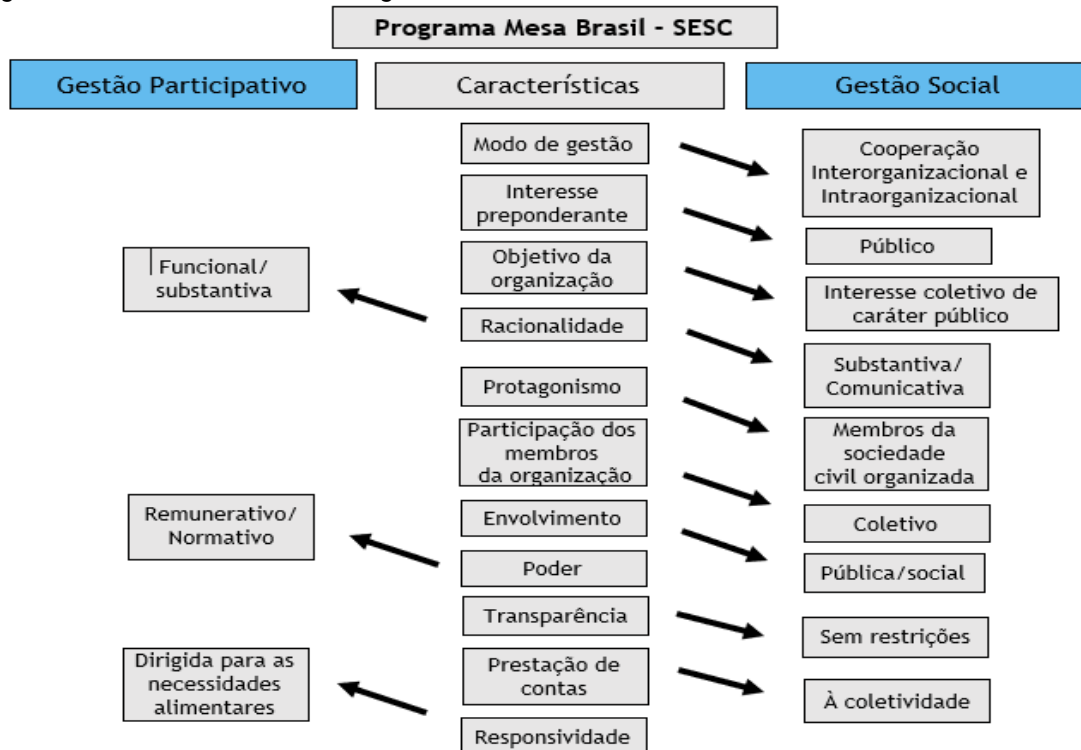 Programa Mesa Brasil - SESC
Gestão Participativo
Características
Gestão Social
Modo de gestão
Interesse
preponderante
Objetivo da
organização
Racionalidade
Protagonismo
Participação dos
membros
da organização
Envolvimento
Poder
Transparência
Prestação de
contas
Responsividade
Funcional/
substantiva
Remunerativo/
Normativo
Dirigida para as
necessidades
alimentares
Cooperação
Interorganizacional e
Intraorganizacional
Público
Interesse coletivo de
caráter público
Substantiva/
Comunicativa
Membros da
sociedade
civil organizada
Coletivo
Pública/social
Sem restrições
À coletividade